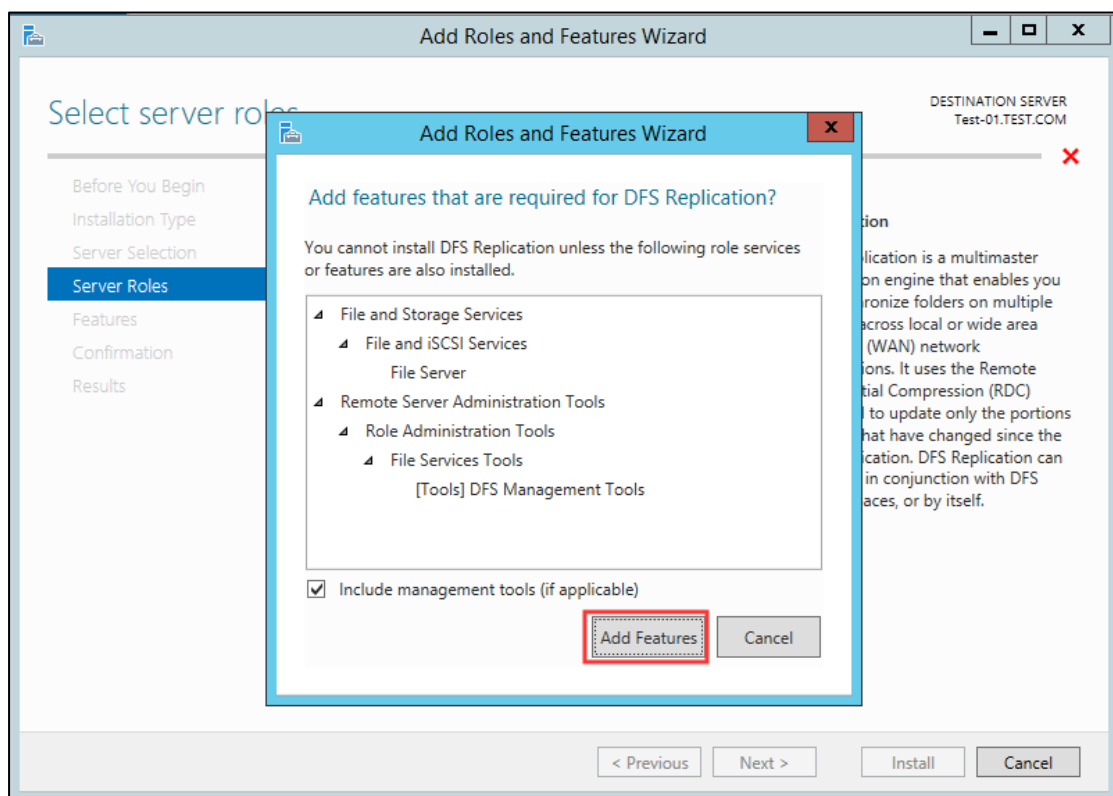 Add Roles and Features Wizard
Select server roles
DESTINATION SERVER
Test-01.TEST.COM
Before You Begin
Installation Type
Server Selection
Server Roles
Features
Confirmation
Results
Add Roles and Features Wizard
Add features that are required for DFS Replication?
You cannot install DFS Replication unless the following role services
or features are also installed.
File and Storage Services
File and iSCSI Services
File Server
Remote Server Administration Tools
Role Administration Tools
File Services Tools
[Tools] DFS Management Tools
Include management tools (if applicable)
Add Features
Cancel
tion
lication is a multimaster
on engine that enables you
ronize folders on multiple
across local or wide area
(WAN) network
ions. It uses the Remote
tial Compression (RDC)
l to update only the portions
hat have changed since the
ication. DFS Replication can
in conjunction with DFS
aces, or by itself.
< Previous
Next >
Install
Cancel